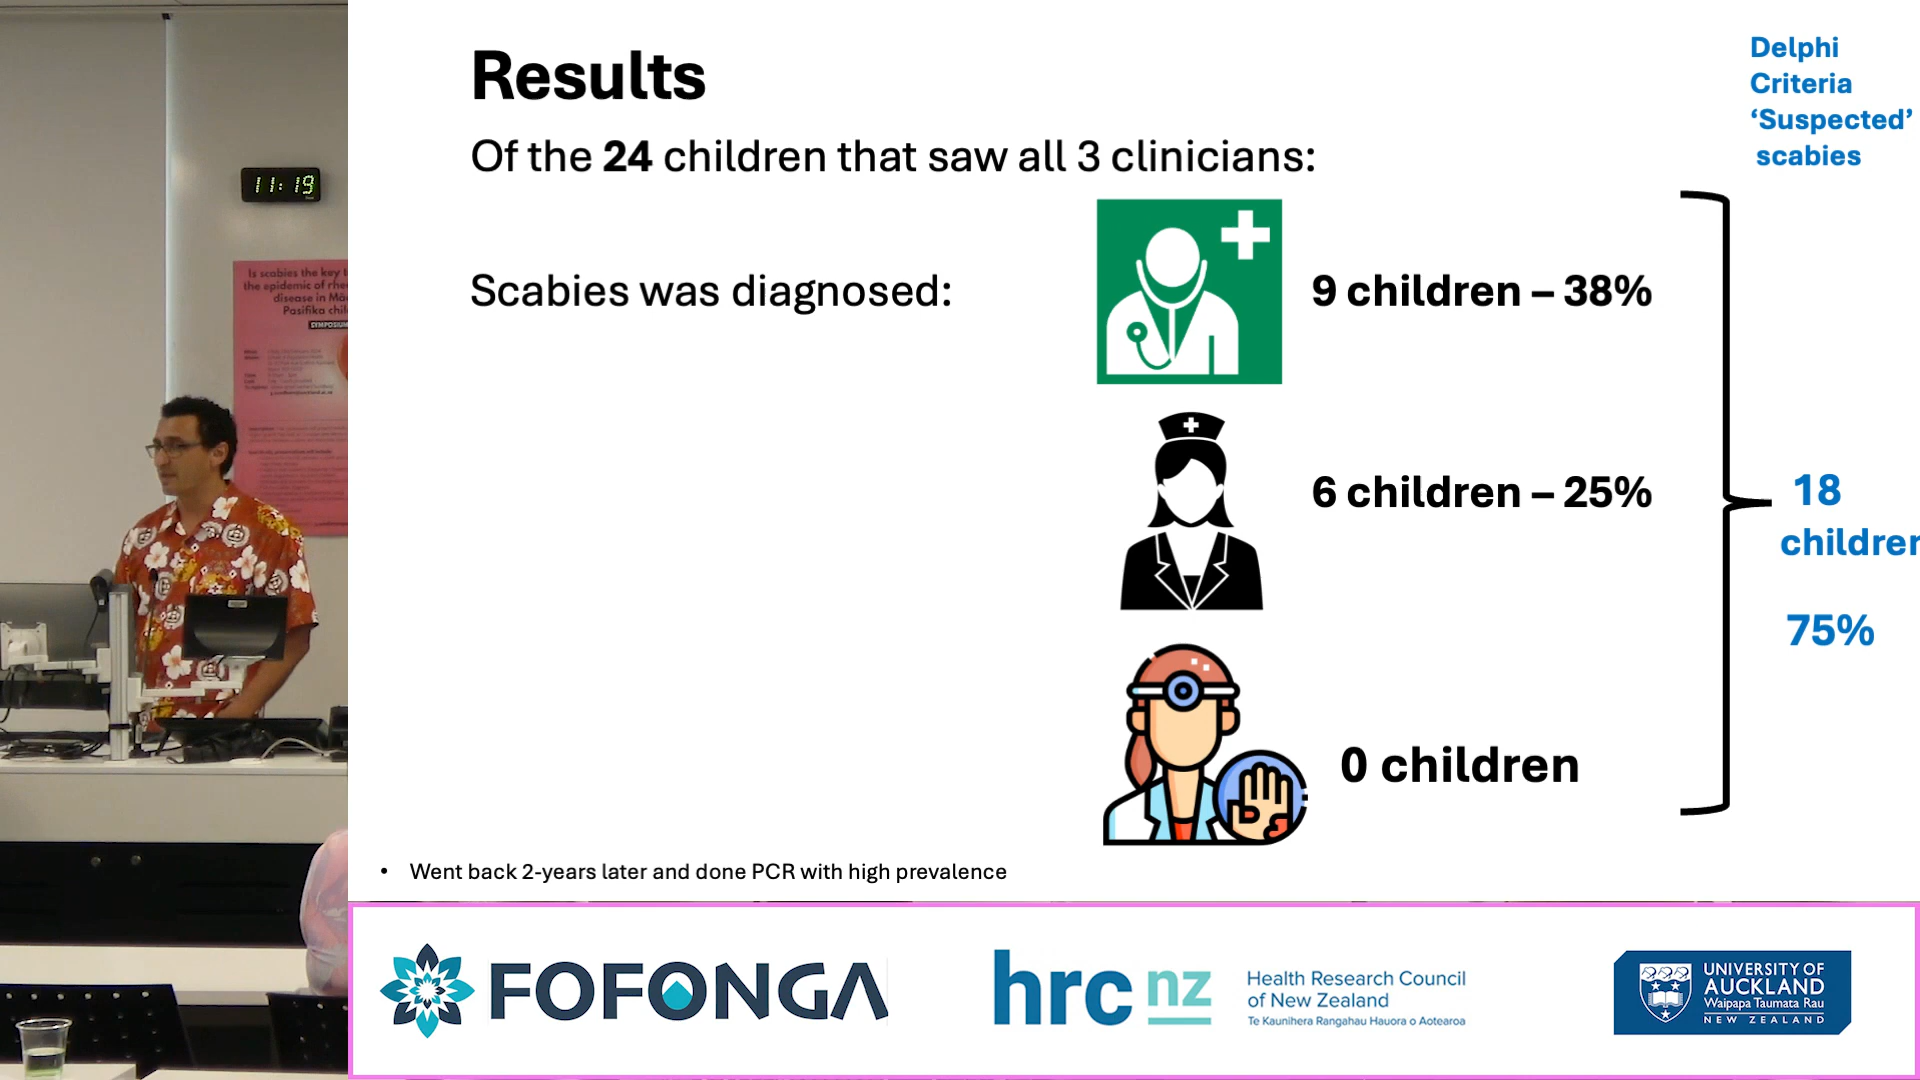 Results
Of the 24 children that saw all 3 clinicians:
Scabies was diagnosed:
9 children – 38%
6 children – 25%
0 children
Delphi
Criteria
‘Suspected’
scabies
18
children
75%
• Went back 2-years later and done PCR with high prevalence
FOFONGA
hrc nz
Health Research Council
of New Zealand
Te Kaunihera Rangahau Hauora o Aotearoa
UNIVERSITY OF
AUCKLAND
Waipapa Taumata Rau
NEW ZEALAND
11:19
Is scabies the key t
the epidemic of rhe
disease in Mā
Pasifika chil
SYMPOSIUM